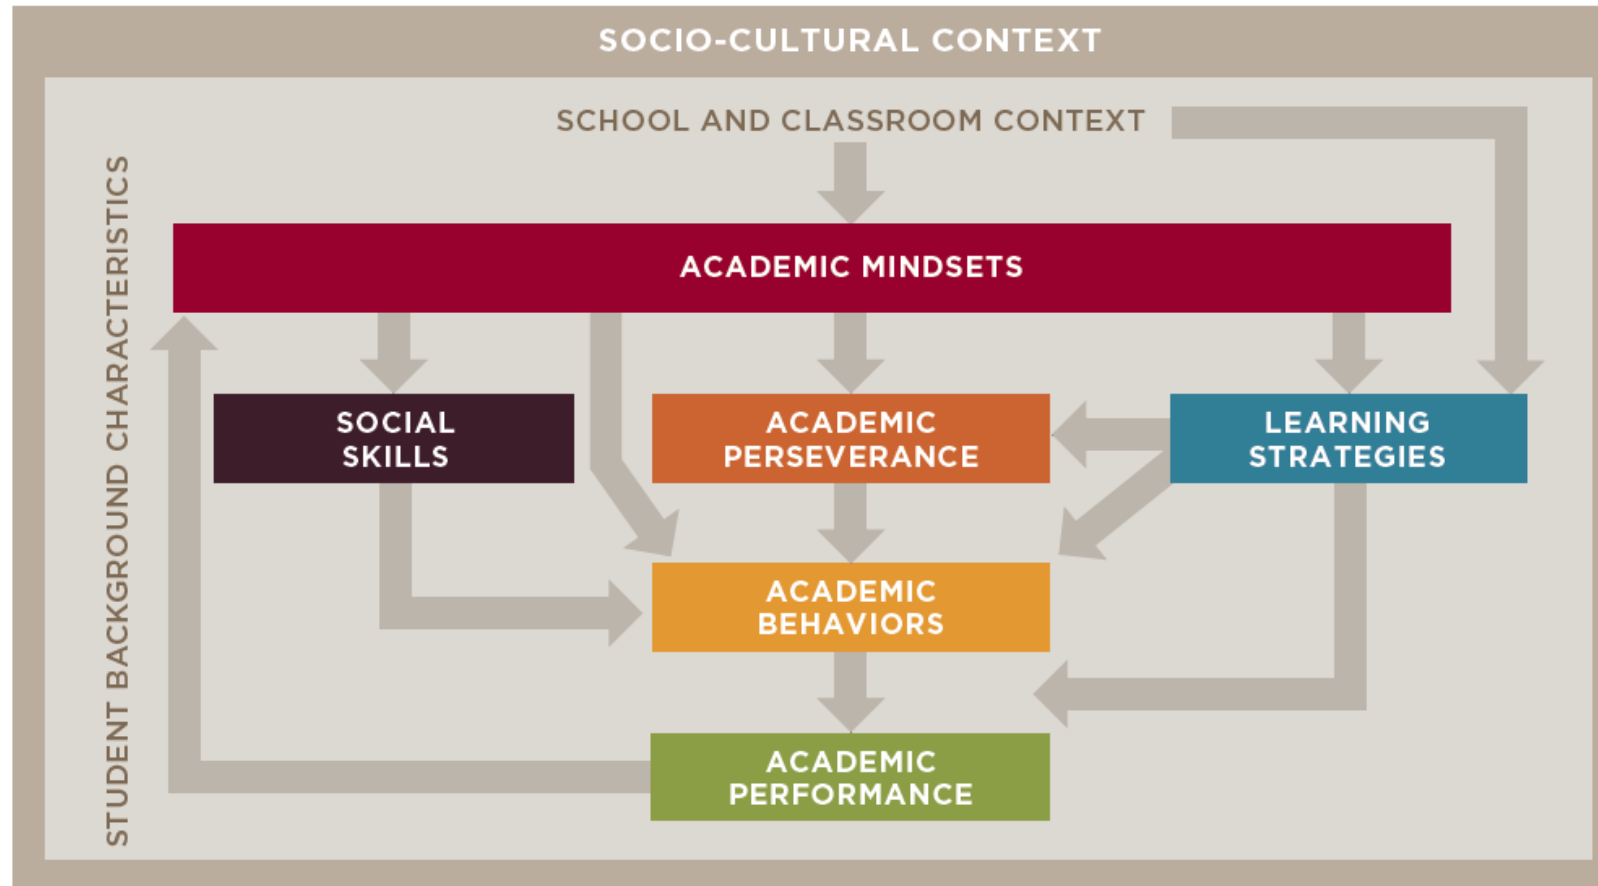 SOCIO-CULTURAL CONTEXT
SCHOOL AND CLASSROOM CONTEXT
STUDENT BACKGROUND CHARACTERISTICS
ACADEMIC MINDSETS
SOCIAL
SKILLS
ACADEMIC
PERSEVERANCE
LEARNING
STRATEGIES
ACADEMIC
BEHAVIORS
ACADEMIC
PERFORMANCE